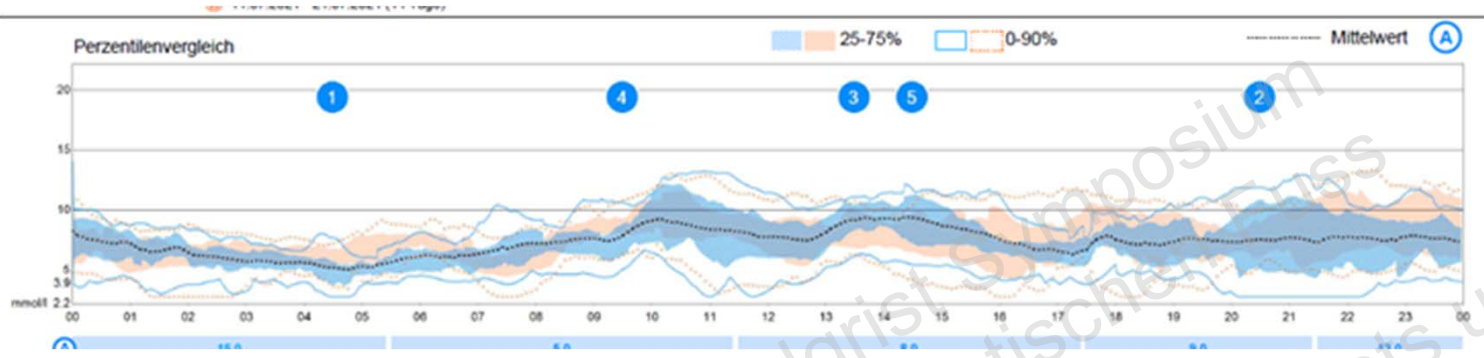 Perzentilenvergleich
25-75% 0-90% Mittelwert A
20
1 4 3 5 2
15
10
5
3.9
mmol/l 2.2
00 01 02 03 04 05 06 07 08 09 10 11 12 13 14 15 16 17 18 19 20 21 22 23 00
A
Symposium